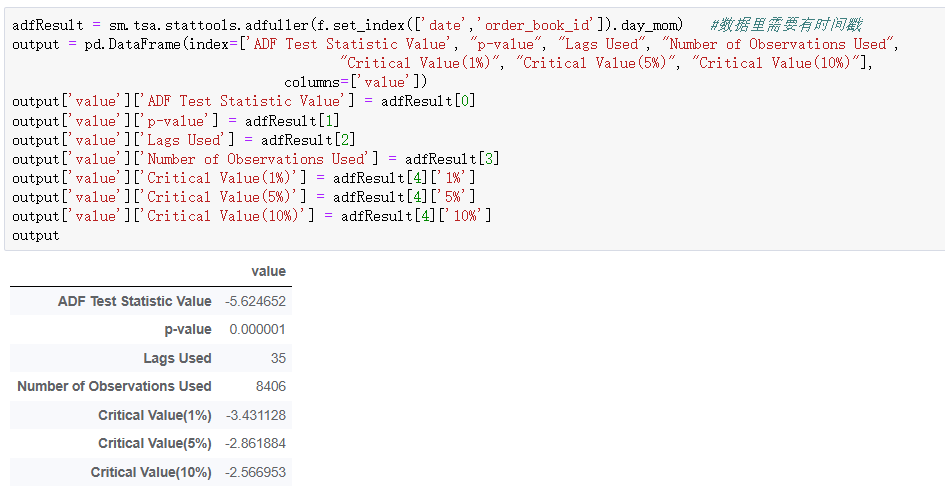 adfResult = sm.tsa.stattools.adfuller(f.set_index(['date','order_book_id']).day_mom)   #数据里需要有时间戳
output = pd.DataFrame(index=['ADF Test Statistic Value', "p-value", "Lags Used", "Number of Observations Used",
"Critical Value(1%)", "Critical Value(5%)", "Critical Value(10%)"],
columns=['value'])
output['value']['ADF Test Statistic Value'] = adfResult[0]
output['value']['p-value'] = adfResult[1]
output['value']['Lags Used'] = adfResult[2]
output['value']['Number of Observations Used'] = adfResult[3]
output['value']['Critical Value(1%)'] = adfResult[4]['1%']
output['value']['Critical Value(5%)'] = adfResult[4]['5%']
output['value']['Critical Value(10%)'] = adfResult[4]['10%']
output
value
ADF Test Statistic Value -5.624652
p-value 0.000001
Lags Used 35
Number of Observations Used 8406
Critical Value(1%) -3.431128
Critical Value(5%) -2.861884
Critical Value(10%) -2.566953